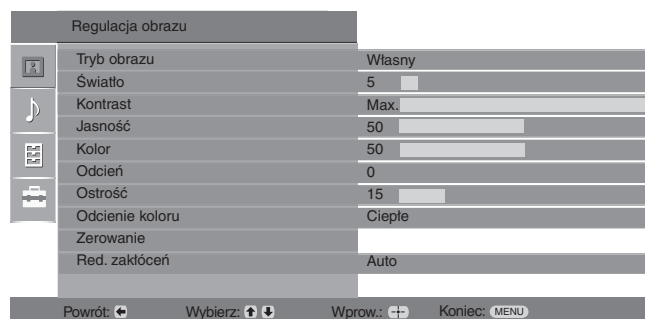 Regulacja obrazu
Tryb obrazu Własny
Światło 5
Kontrast Max.
Jasność 50
Kolor 50
Odcień 0
Ostrość 15
Odcienie koloru Ciepłe
Zerowanie
Red. zakłóceń Auto
Powrót: Wybierz: Wprow.: Koniec: MENU